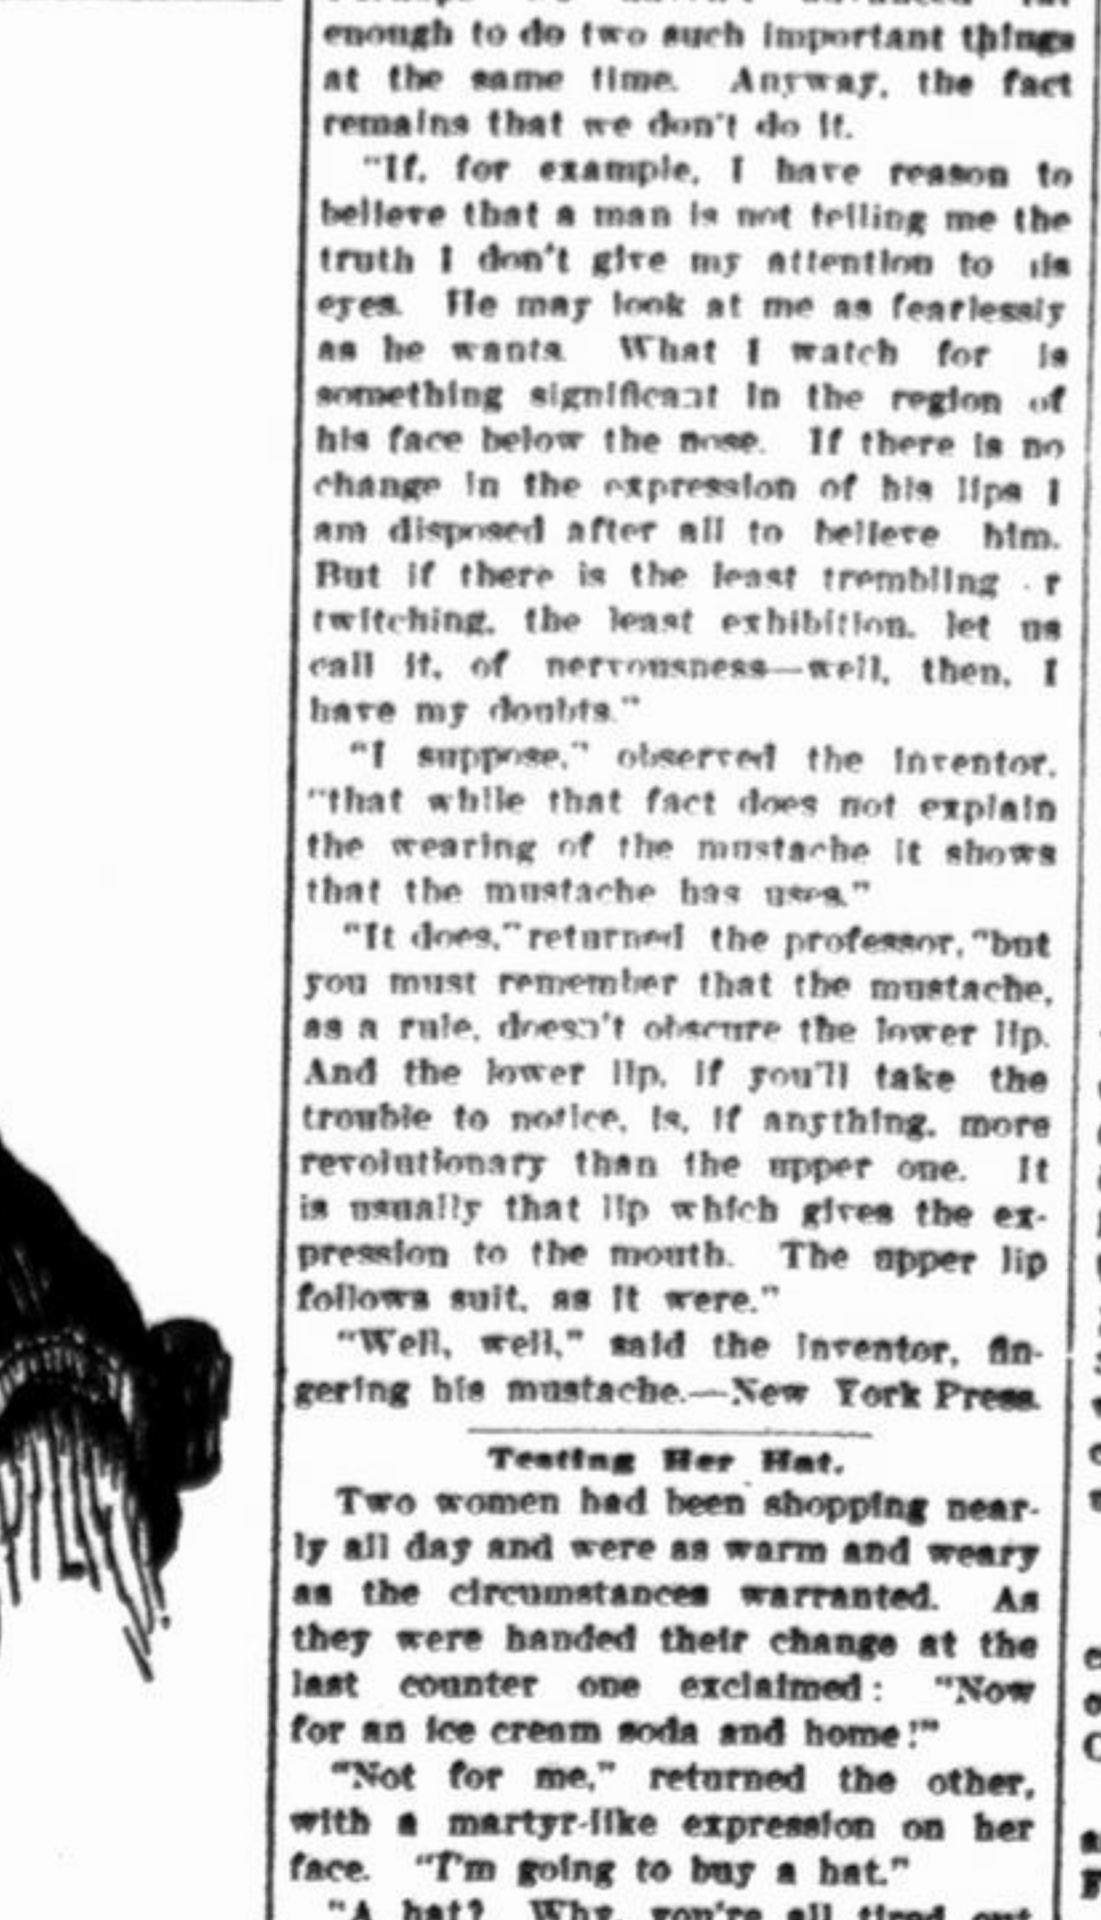 enough to do two such important things
at the same time. Anyway, the fact
remains that we don't do it.
"If, for example, I have reason to
believe that a man is not telling me the
truth I don't give my attention to his
eyes. He may look at me as fearlessly
as he wants. What I watch for is
something significant in the region of
his face below the nose. If there is no
change in the expression of his lips I
am disposed after all to believe him.
But if there is the least trembling or
twitching, the least exhibition, let us
call it, of nervousness—well, then, I
have my doubts."
"I suppose," observed the inventor,
"that while that fact does not explain
the wearing of the mustache it shows
that the mustache has uses."
"It does," returned the professor, "but
you must remember that the mustache,
as a rule, doesn't obscure the lower lip.
And the lower lip, if you'll take the
trouble to notice, is, if anything, more
revolutionary than the upper one. It
is usually that lip which gives the ex-
pression to the mouth. The upper lip
follows suit, as it were."
"Well, well," said the inventor, fin-
gering his mustache.—New York Press.
Testing Her Hat.
Two women had been shopping near-
ly all day and were as warm and weary
as the circumstances warranted. As
they were handed their change at the
last counter one exclaimed: "Now
for an ice cream soda and home!"
"Not for me," returned the other,
with a martyr-like expression on her
face. "I'm going to buy a hat."
"A hat? Why, you're all tired out